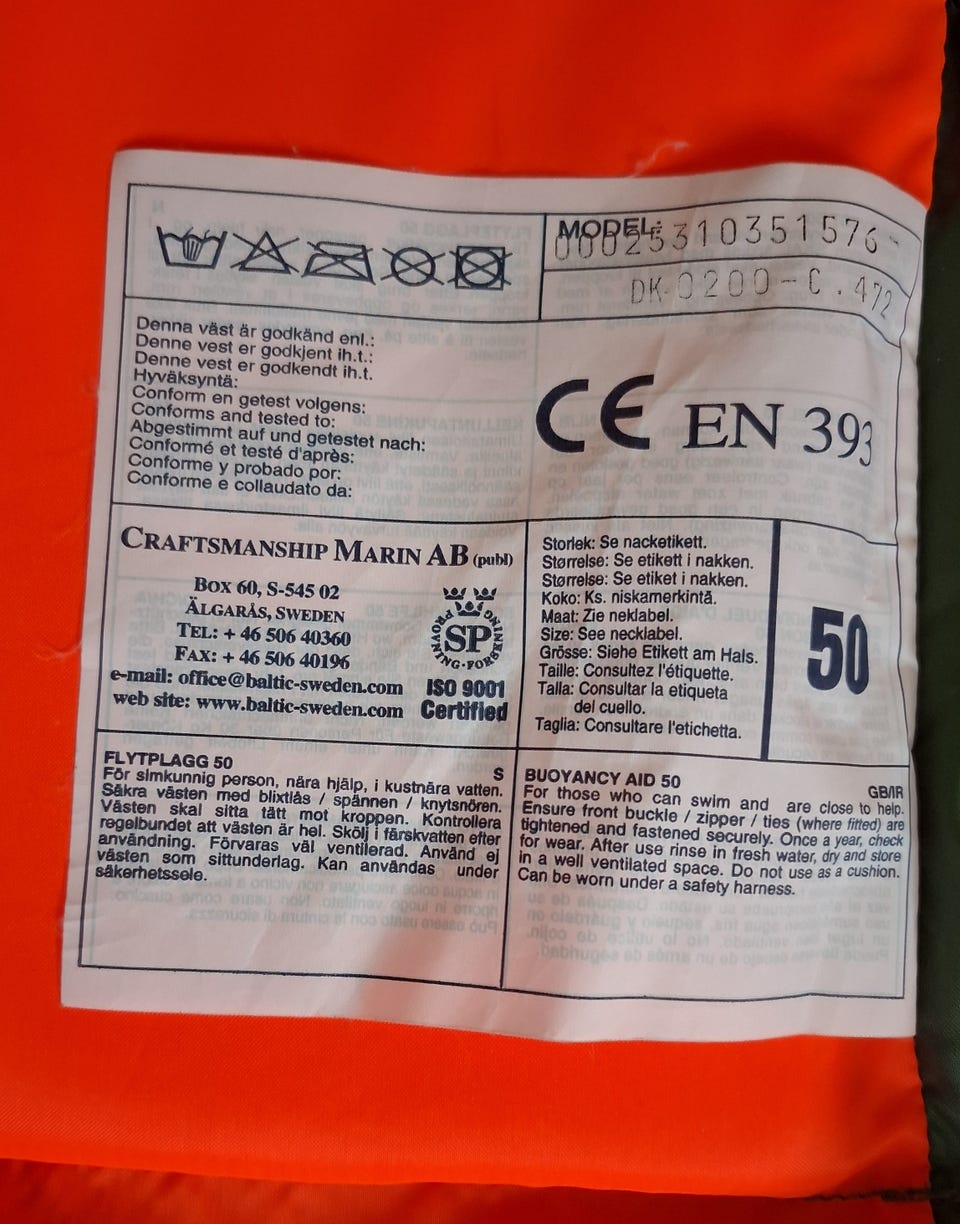 MODEL:
00025310351576-
DK-0200-C.472
Denna väst är godkänd enl.:
Denne vest er godkjent ih.t.:
Denne vest er godkendt ih.t.
Hyväksyntä:
Conform en getest volgens:
Conforms and tested to:
Abgestimmt auf und getestet nach:
Conformé et testé d'après:
Conforme y probado por:
Conforme e collaudato da:
CE EN 393
CRAFTSMANSHIP MARIN AB (publ)
BOX 60, S-545 02
ÄLGARÅS, SWEDEN
TEL: + 46 506 40360
FAX: + 46 506 40196
e-mail: office@baltic-sweden.com
web site: www.baltic-sweden.com
SP
PROVNING·FORSKNING
ISO 9001
Certified
Storlek: Se nacketikett.
Størrelse: Se etikett i nakken.
Størrelse: Se etiket i nakken.
Koko: Ks. niskamerkintä.
Maat: Zie neklabel.
Size: See necklabel.
Grösse: Siehe Etikett am Hals.
Taille: Consultez l'étiquette.
Talla: Consultar la etiqueta
del cuello.
Taglia: Consultare l'etichetta.
50
FLYTPLAGG 50
S
För simkunnig person, nära hjälp, i kustnära vatten.
Säkra västen med blixtlås / spännen / knytsnören.
Västen skal sitta tätt mot kroppen. Kontrollera
regelbundet att västen är hel. Skölj i färskvatten efter
användning. Förvaras väl ventilerad. Använd ej
västen som sittunderlag. Kan användas under
säkerhetssele.
BUOYANCY AID 50
GB/IR
For those who can swim and are close to help.
Ensure front buckle / zipper / ties (where fitted) are
tightened and fastened securely. Once a year, check
for wear. After use rinse in fresh water, dry and store
in a well ventilated space. Do not use as a cushion.
Can be worn under a safety harness.